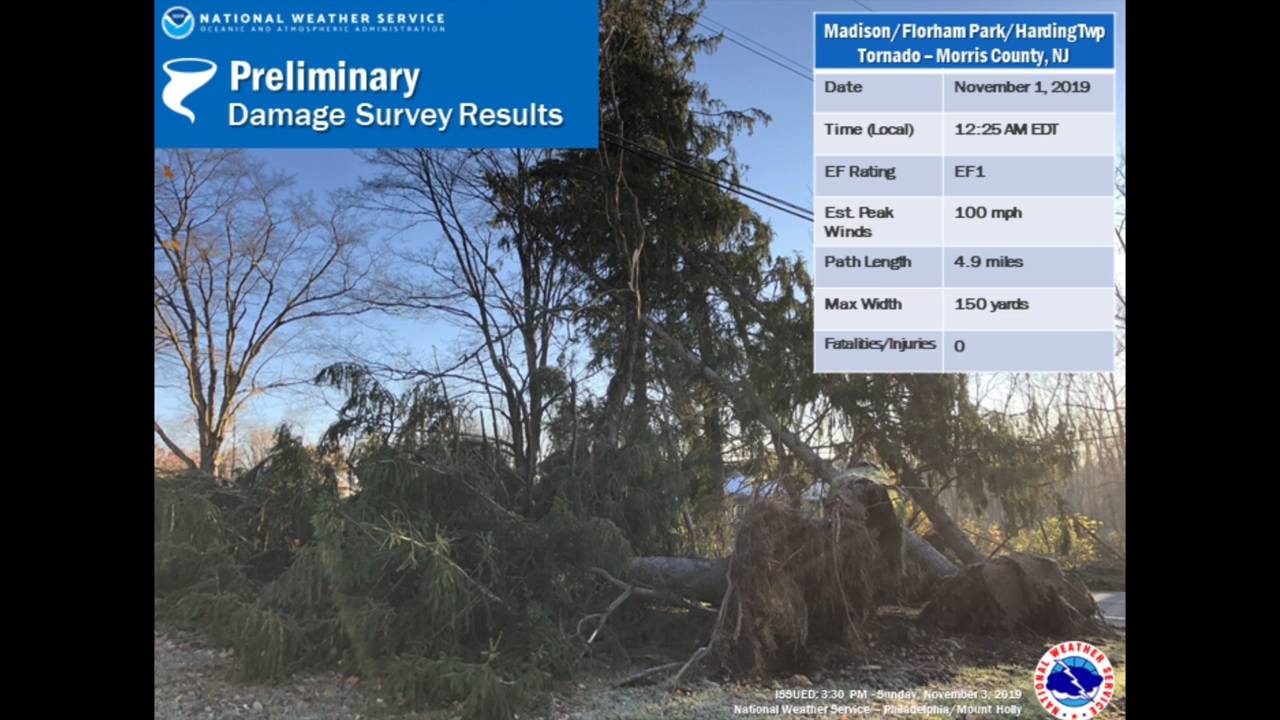 NATIONAL WEATHER SERVICE
OCEANIC AND ATMOSPHERIC ADMINISTRATION
Preliminary
Damage Survey Results
Madison/Florham Park/HardingTwp
Tornado – Morris County, NJ
Date November 1, 2019
Time (Local) 12:25 AM EDT
EF Rating EF1
Est. Peak
Winds 100 mph
Path Length 4.9 miles
Max Width 150 yards
Fatalities/Injuries 0
ISSUED: 3:30 PM - Sunday, November 3, 2019
National Weather Service – Philadelphia/Mount Holly
NATIONAL WEATHER SERVICE